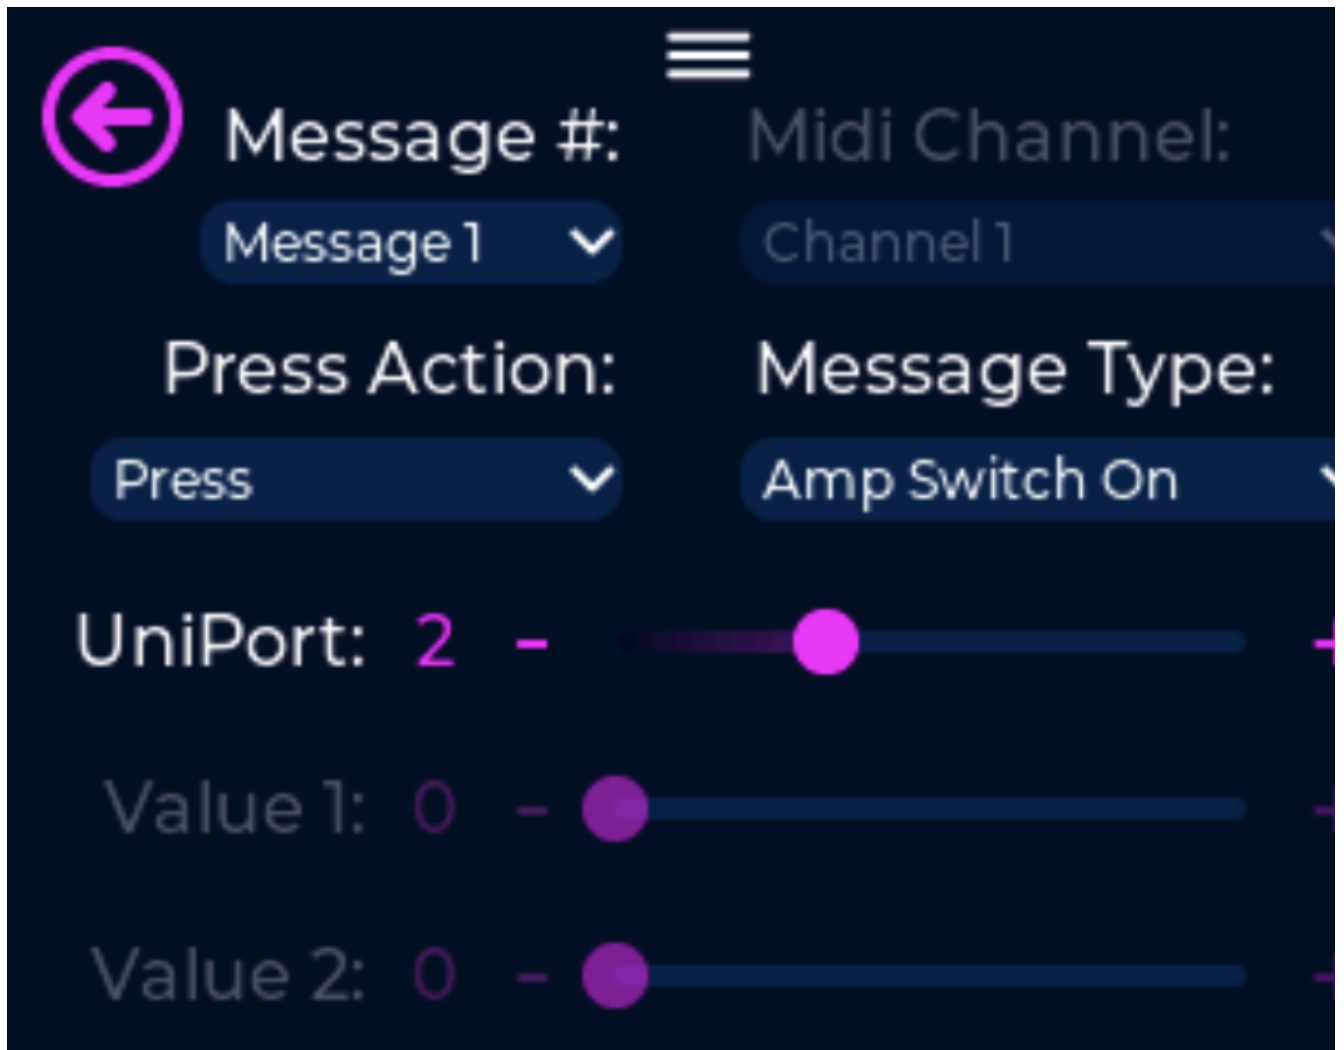 Message #:
Midi Channel:
Message 1
Channel 1
Press Action:
Message Type:
Press
Amp Switch On
UniPort: 2 - +
Value 1: 0 - +
Value 2: 0 - +